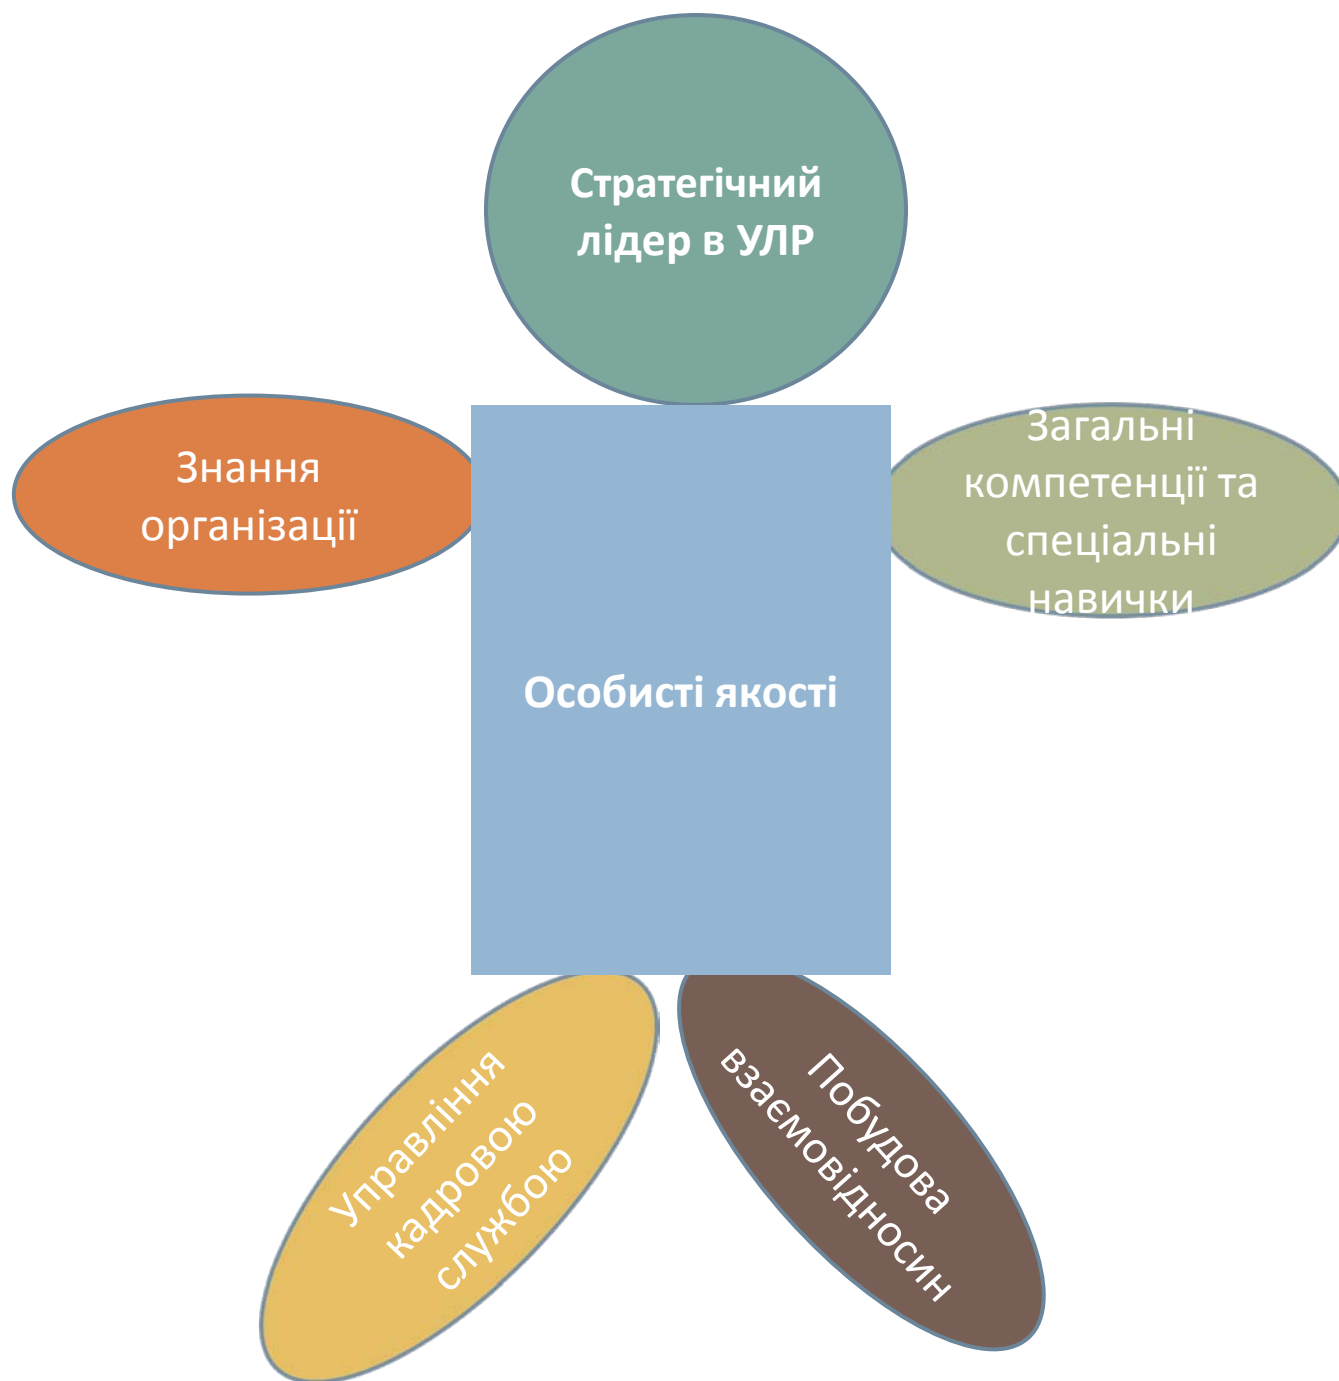 Стратегічний
лідер в УЛР
Знання
організації
Загальні
компетенції та
спеціальні
навички
Особисті якості
Управління
кадровою
службою
Побудова
взаємовідносин